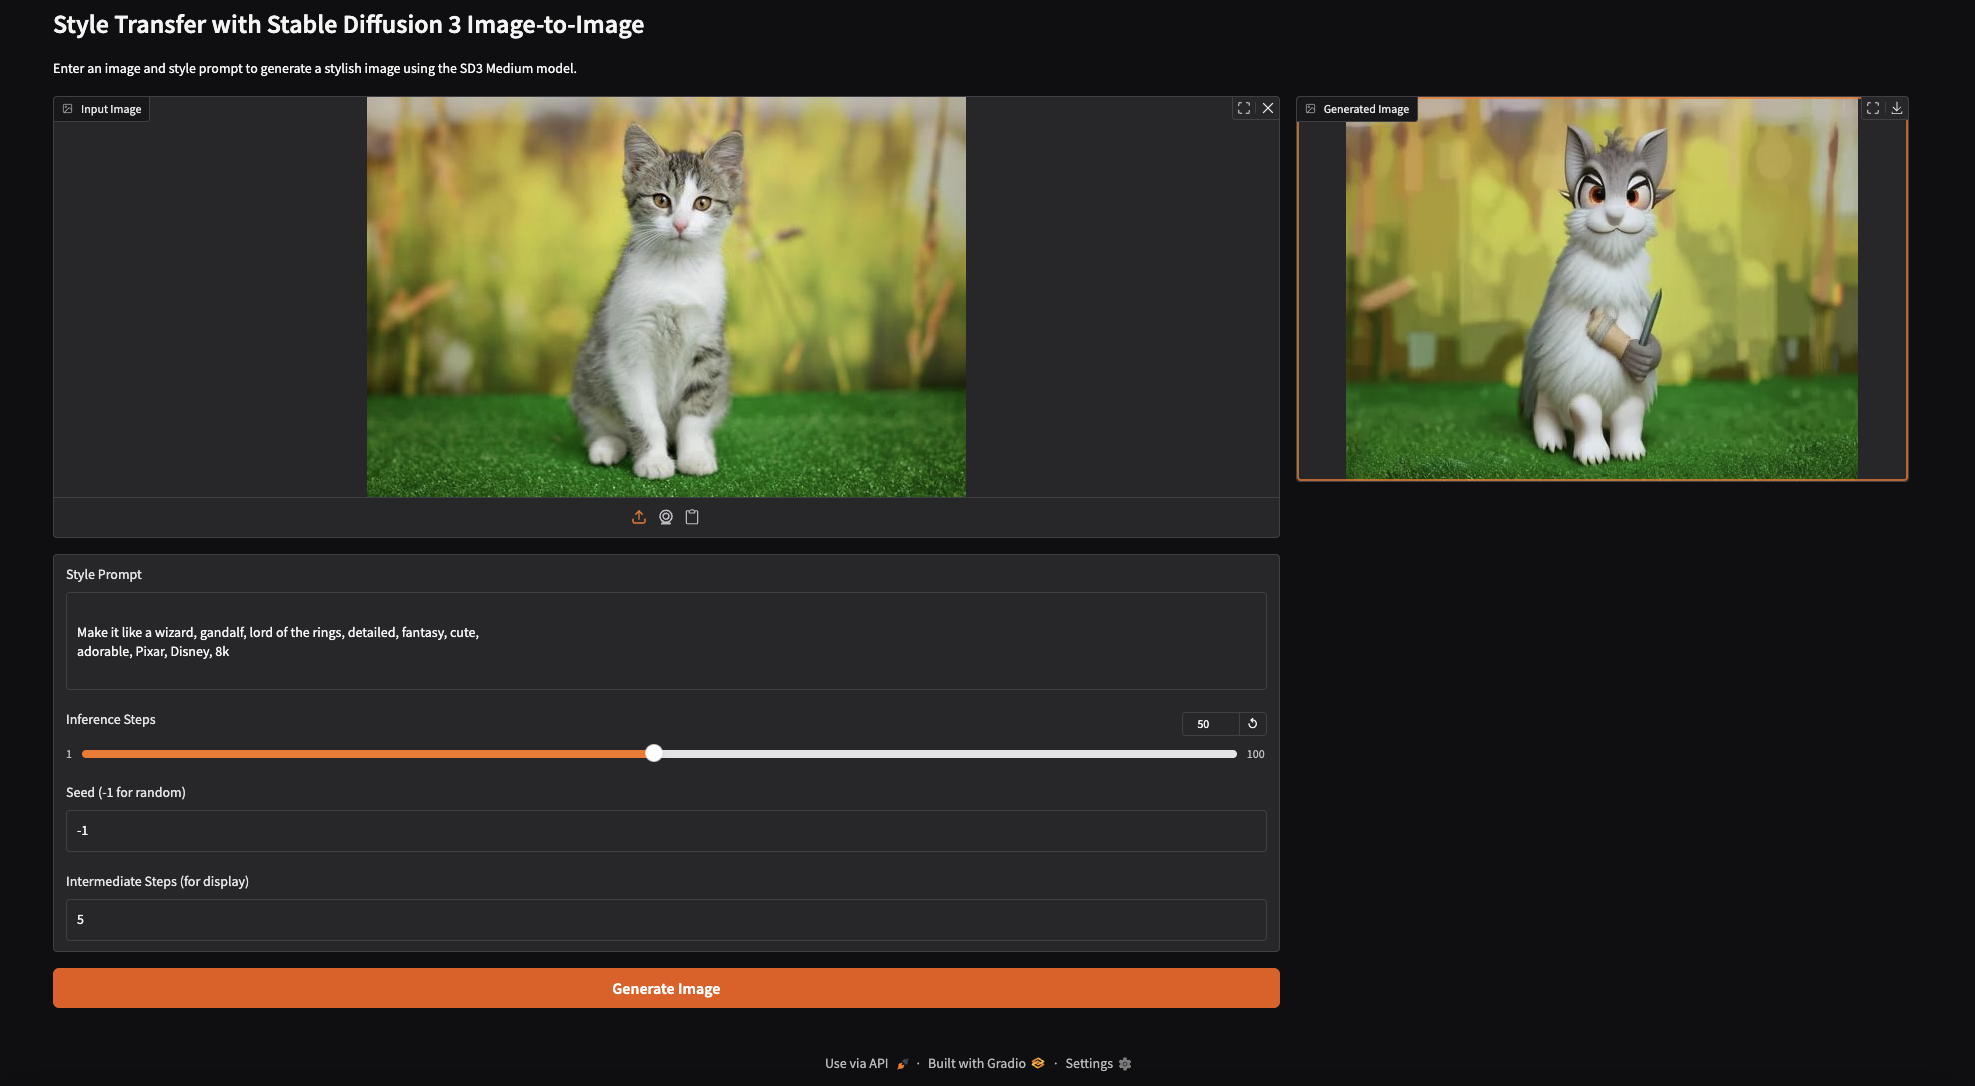 Style Transfer with Stable Diffusion 3 Image-to-Image
Enter an image and style prompt to generate a stylish image using the SD3 Medium model.
Input Image
Generated Image
Style Prompt
Make it like a wizard, gandalf, lord of the rings, detailed, fantasy, cute,
adorable, Pixar, Disney, 8k
Inference Steps
50
1
100
Seed (-1 for random)
-1
Intermediate Steps (for display)
5
Generate Image
Use via API · Built with Gradio · Settings